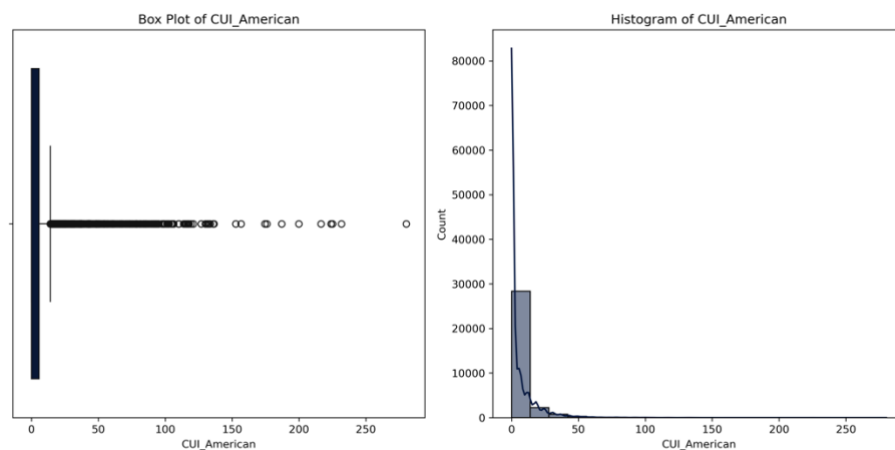 Box Plot of CUI_American
0 50 100 150 200 250
CUI_American
Histogram of CUI_American
80000
70000
60000
50000
40000
30000
20000
10000
0
Count
0 50 100 150 200 250
CUI_American